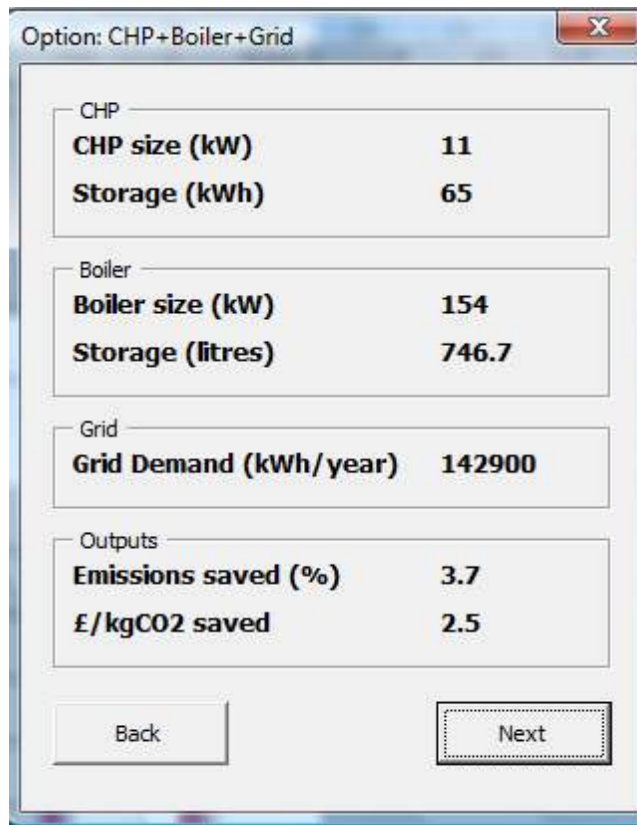 Option: CHP+Boiler+Grid
CHP
CHP size (kW) 11
Storage (kWh) 65
Boiler
Boiler size (kW) 154
Storage (litres) 746.7
Grid
Grid Demand (kWh/year) 142900
Outputs
Emissions saved (%) 3.7
£/kgCO2 saved 2.5
Back Next